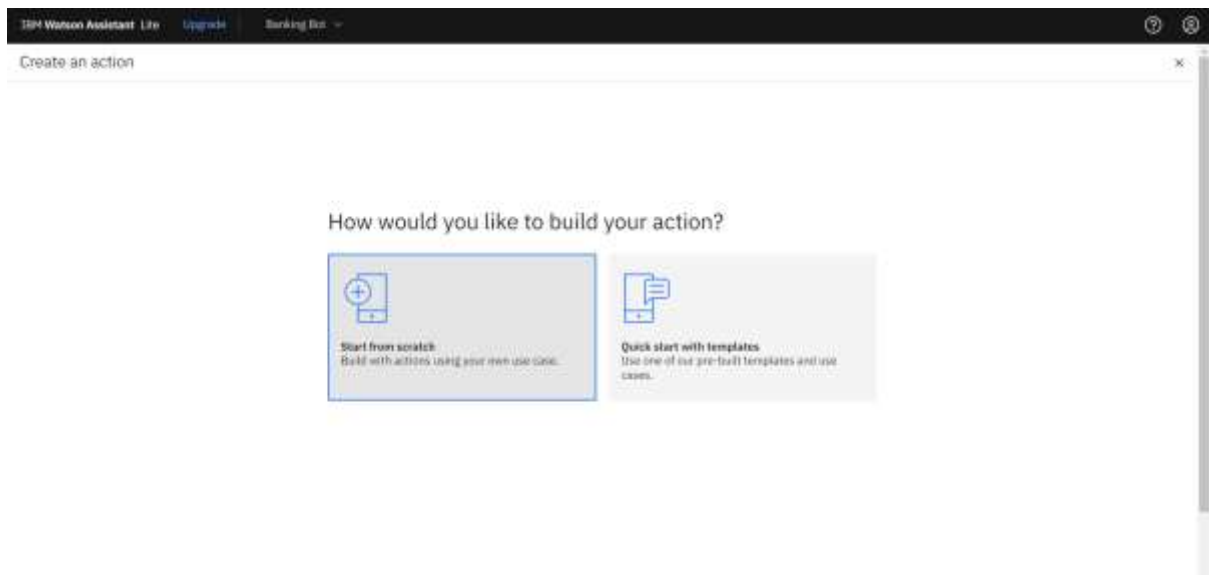 IBM Watson Assistant Lite Upgrade Banking Bot
Create an action
How would you like to build your action?
Start from scratch
Build with actions using your own use case.
Quick start with templates
Use one of our pre-built templates and use
cases.